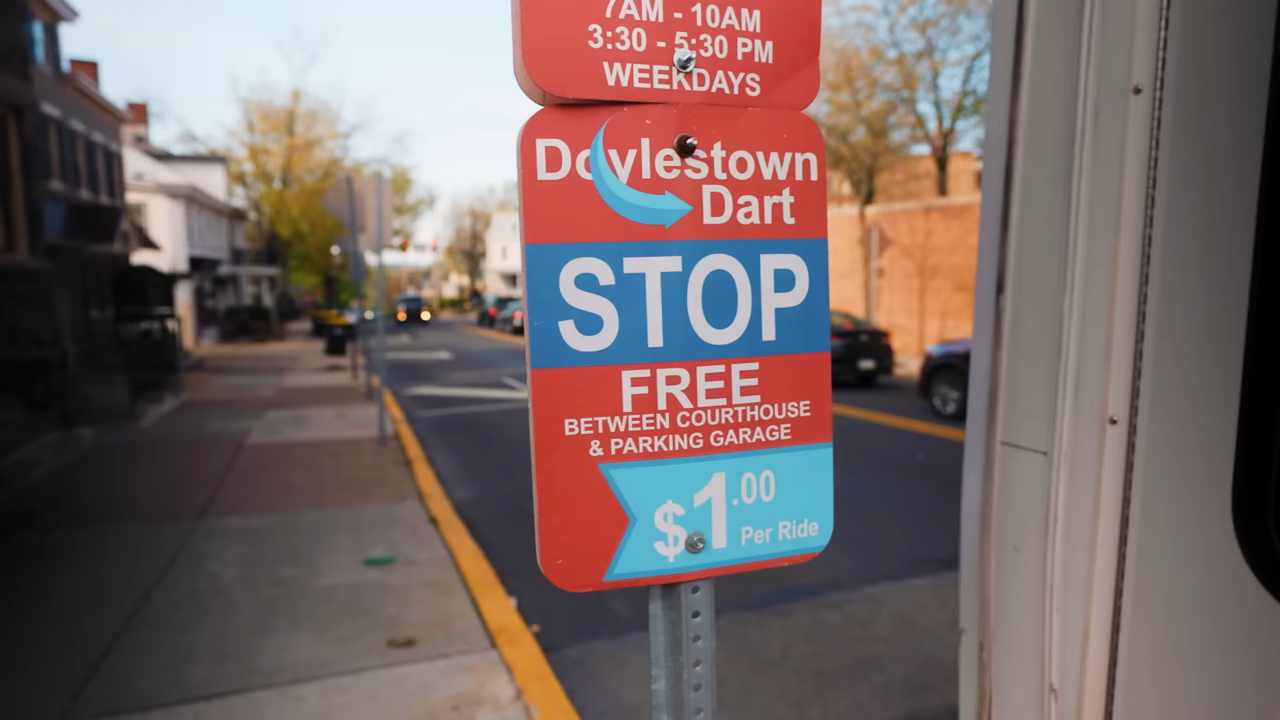 7AM - 10AM
3:30 - 5:30 PM
WEEKDAYS
Doylestown
Dart
STOP
FREE
BETWEEN COURTHOUSE
& PARKING GARAGE
$1.00
Per Ride